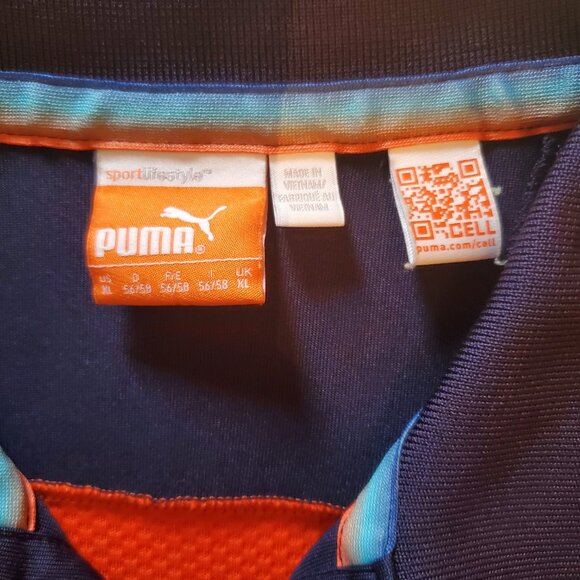 sportlifestyle™
PUMA®
US D F/E I UK
XL 56/58 56/58 56/58 XL
MADE IN
VIETNAM/
FABRIQUÉ AU
VIETNAM
CELL
puma.com/cell